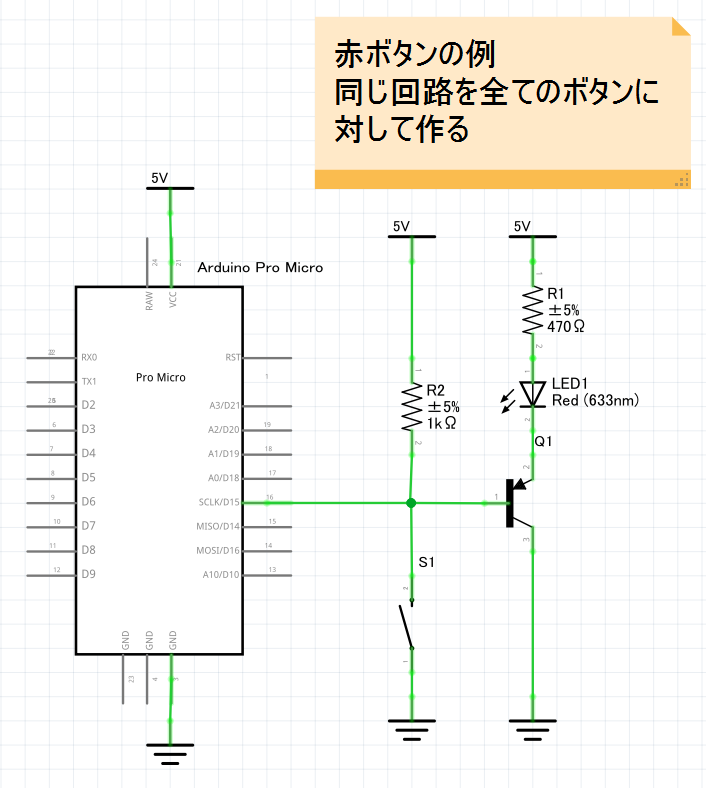 赤ボタンの例
同じ回路を全てのボタンに
対して作る
5V
5V
5V
Arduino Pro Micro
24
21
RAW
VCC
Pro Micro
RX0
TX1
D2
D3
D4
D5
D6
D7
D8
D9
22
6
7
8
9
10
11
12
RST
A3/D21
A2/D20
A1/D19
A0/D18
SCLK/D15
MISO/D14
MOSI/D16
A10/D10
1
19
18
17
16
15
14
13
GND
GND
GND
23
4
3
1
R2
±5%
1kΩ
2
S1
2
1
1
R1
±5%
470Ω
2
1
LED1
Red (633nm)
2
Q1
2
1
3